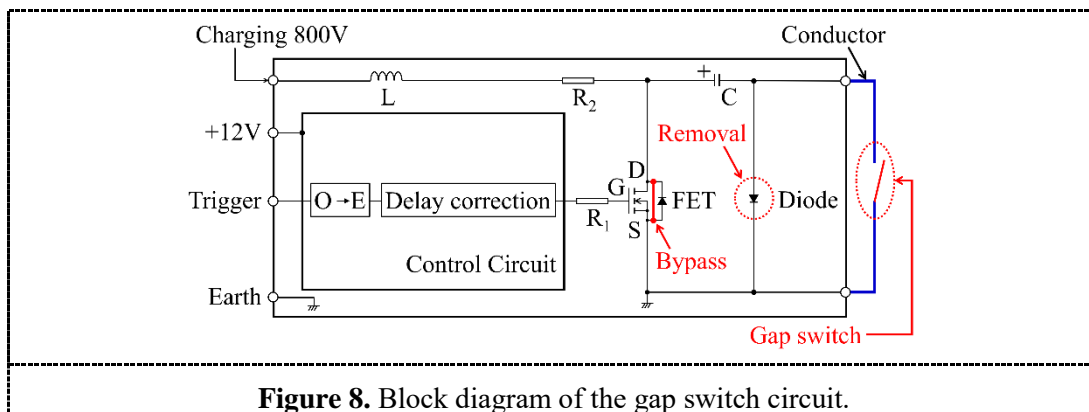 Charging 800V
Conductor
L
R2
+
C
+12V
Removal
D
Trigger
O→E
Delay correction
R1
G
FET
Diode
S
Bypass
Control Circuit
Earth
Gap switch
Figure 8. Block diagram of the gap switch circuit.